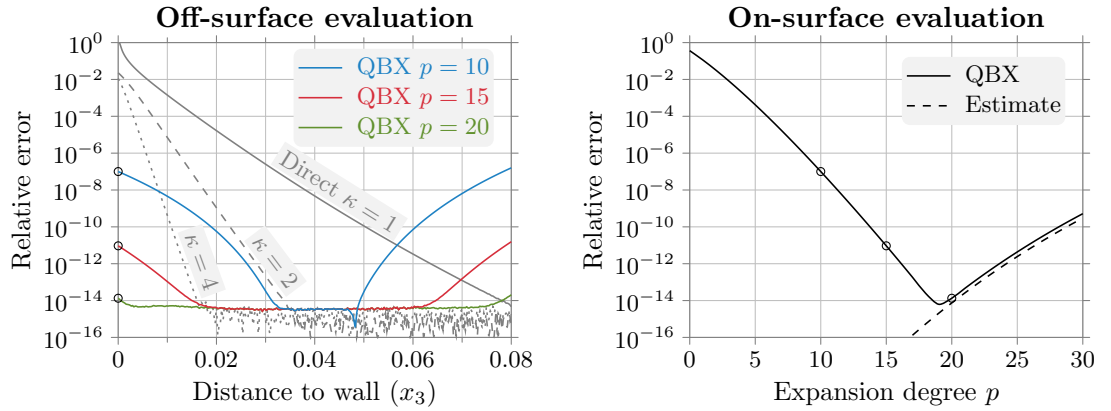 Off-surface evaluation
Relative error
10^0
10^−2
10^−4
10^−6
10^−8
10^−10
10^−12
10^−14
10^−16
QBX p = 10
QBX p = 15
QBX p = 20
Direct κ = 1
κ = 2
κ = 4
0 0.02 0.04 0.06 0.08
Distance to wall (x_3)
On-surface evaluation
Relative error
10^0
10^−2
10^−4
10^−6
10^−8
10^−10
10^−12
10^−14
10^−16
QBX
Estimate
0 5 10 15 20 25 30
Expansion degree p